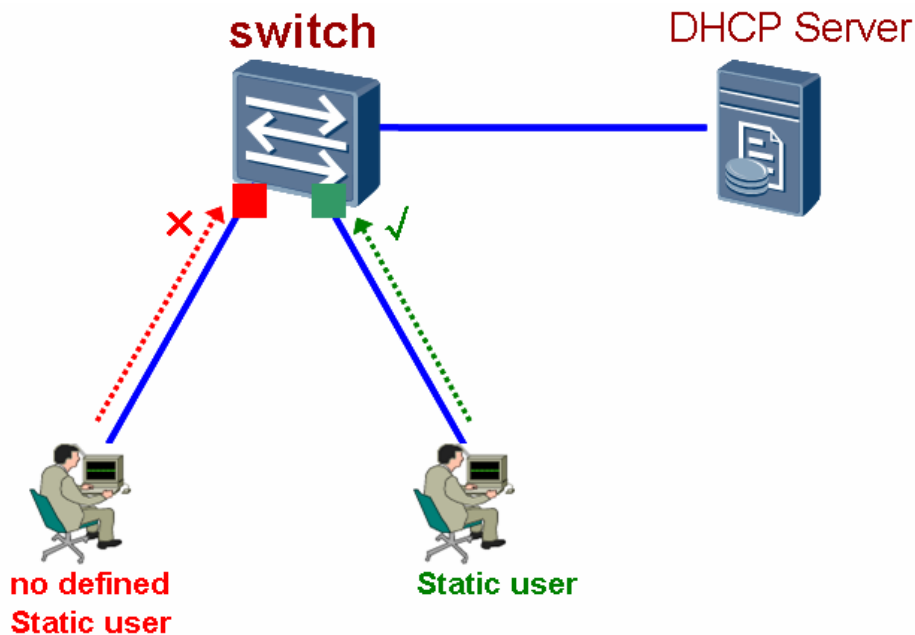 switch
DHCP Server
×
√
no defined
Static user
Static user